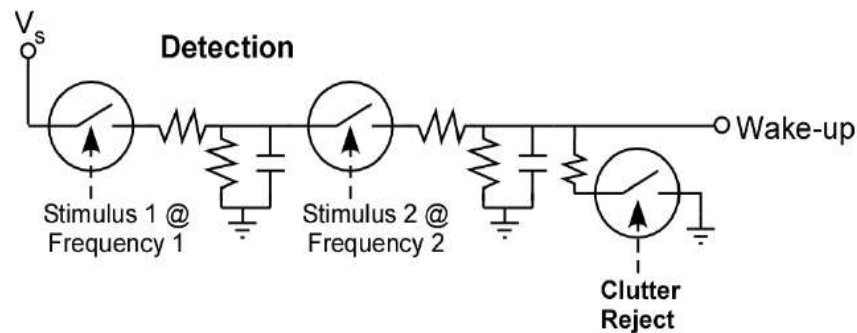 Vs
Detection
Wake-up
Stimulus 1 @
Frequency 1
Stimulus 2 @
Frequency 2
Clutter
Reject